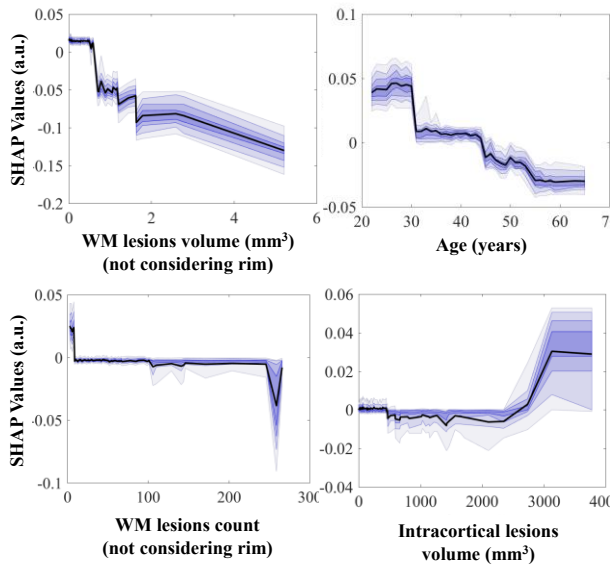 0.05
0
-0.05
-0.1
-0.15
-0.2
0 2 4 6
SHAP Values (a.u.)
WM lesions volume (mm³)
(not considering rim)
0.1
0.05
0
-0.05
20 30 40 50 60 7
Age (years)
0.05
0
-0.05
-0.1
0 100 200 300
SHAP Values (a.u.)
WM lesions count
(not considering rim)
0.06
0.04
0.02
0
-0.02
0.04
0 1000 2000 3000 4000
Intracortical lesions
volume (mm³)